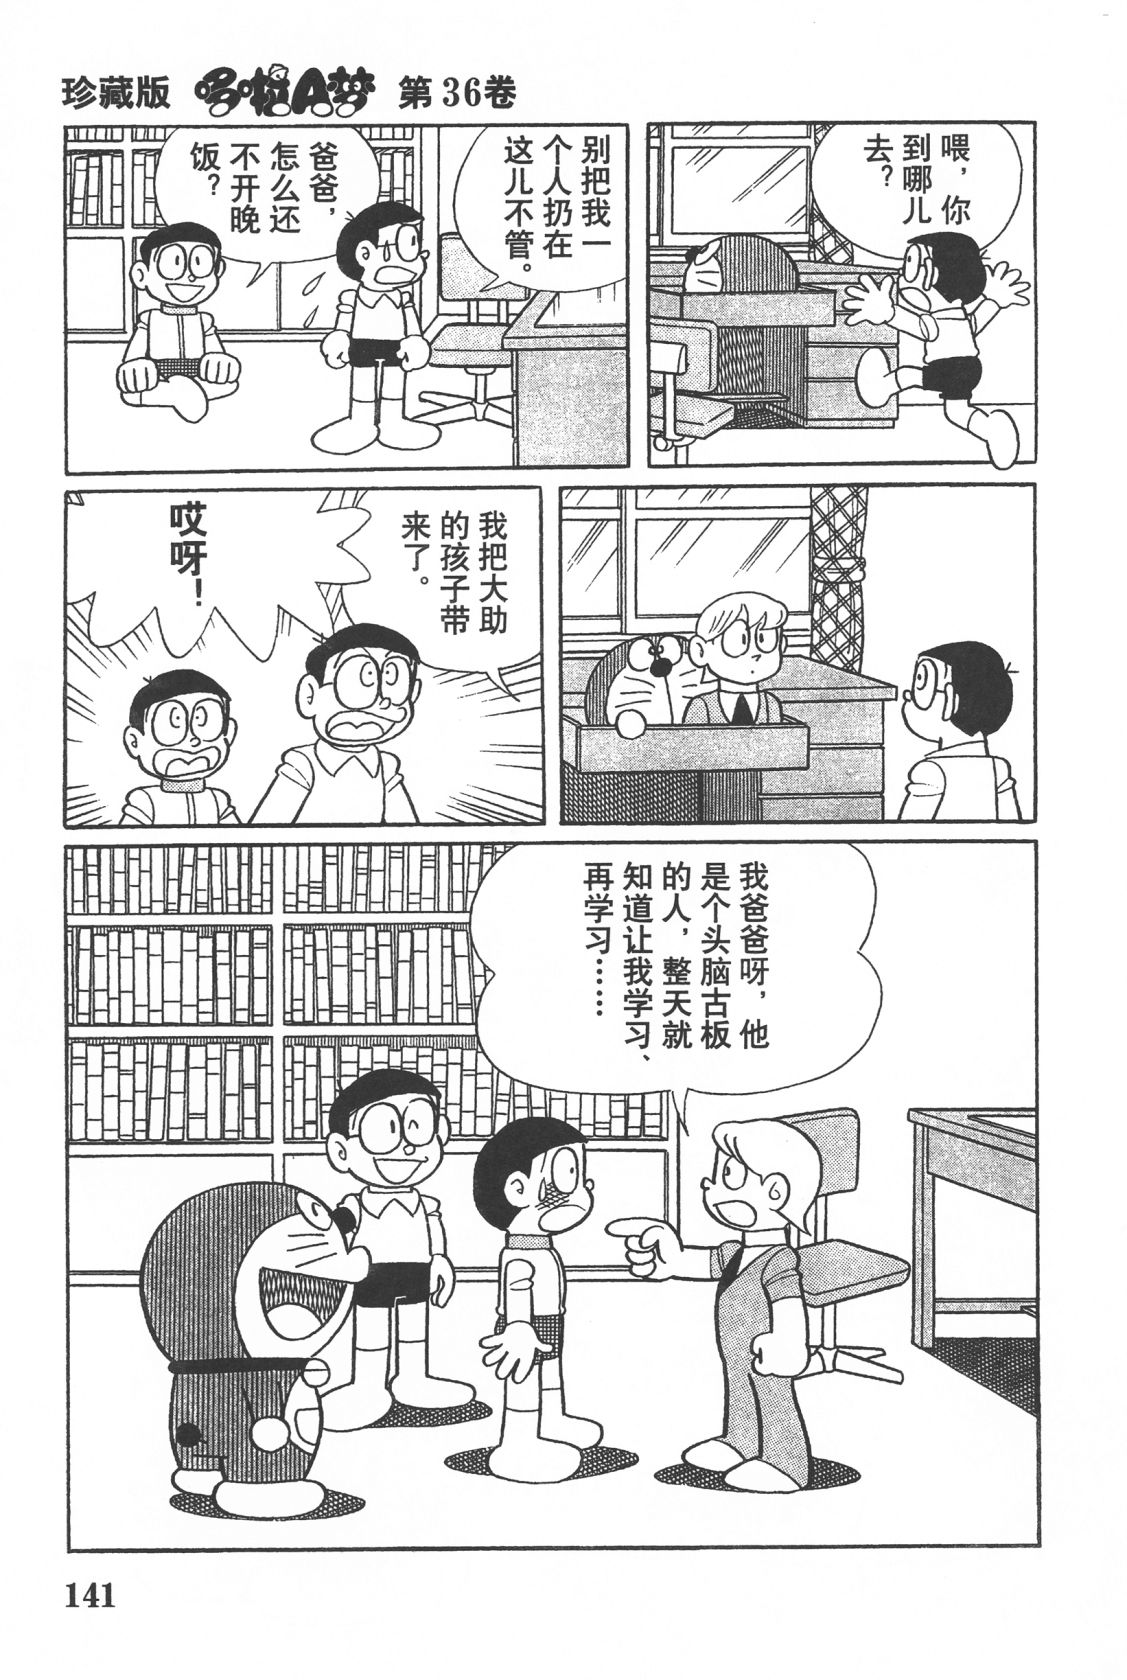 珍藏版 哆啦A梦 第36卷
喂，你
到哪儿
去？
别把我一
个人扔在
这儿不管。
爸爸，
怎么还
不开晚
饭？
我把大助
的孩子带
来了。
哎呀！
我爸爸呀，他
是个头脑古板
的人，整天就
知道让我学习、
再学习……
141